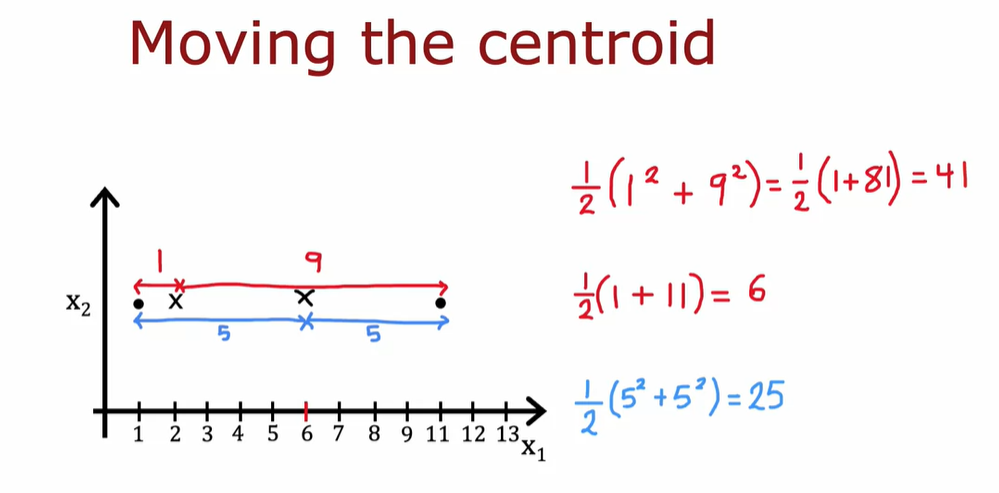 Moving the centroid
½(1² + 9²) = ½(1+81) = 41
1 9
x₂ x x
5 5
½(1 + 11) = 6
½(5² + 5²) = 25
1 2 3 4 5 6 7 8 9 11 12 13
x₁